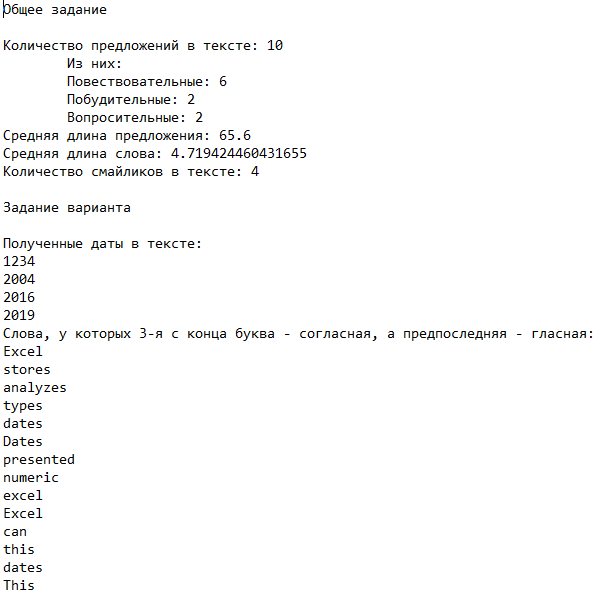 Общее задание
Количество предложений в тексте: 10
Из них:
Повествовательные: 6
Побудительные: 2
Вопросительные: 2
Средняя длина предложения: 65.6
Средняя длина слова: 4.719424460431655
Количество смайликов в тексте: 4
Задание варианта
Полученные даты в тексте:
1234
2004
2016
2019
Слова, у которых 3-я с конца буква - согласная, а предпоследняя - гласная:
Excel
stores
analyzes
types
dates
Dates
presented
numeric
excel
Excel
can
this
dates
This